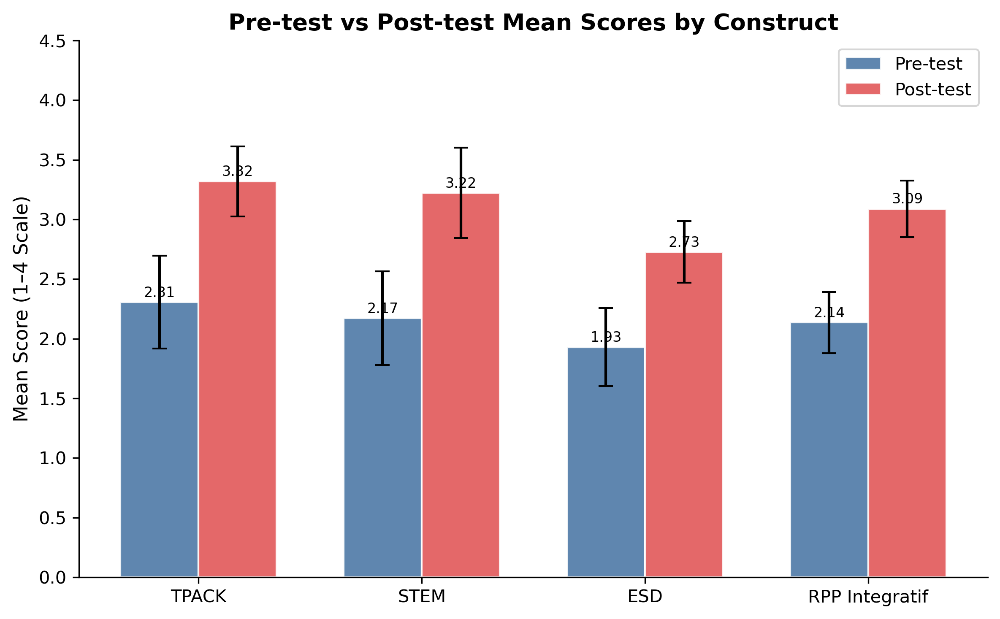 Pre-test vs Post-test Mean Scores by Construct
Mean Score (1–4 Scale)
4.5
4.0
3.5
3.0
2.5
2.0
1.5
1.0
0.5
0.0
Pre-test
Post-test
2.31
3.32
2.17
3.22
1.93
2.73
2.14
3.09
TPACK
STEM
ESD
RPP Integratif